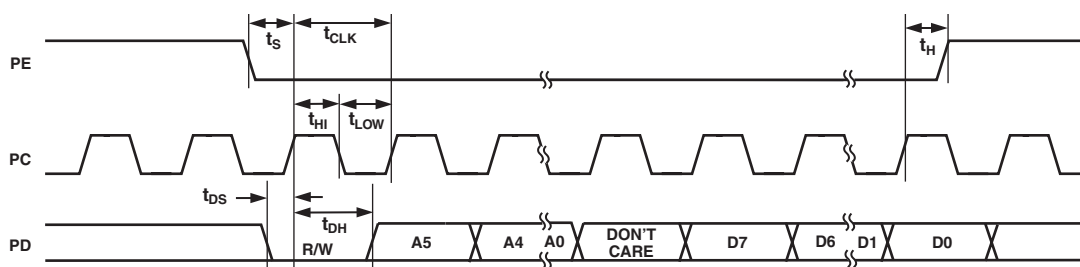 tS tCLK tH
PE
tHI tLOW
PC
tDS
tDH
PD R/W A5 A4 A0 DON'T CARE D7 D6 D1 D0